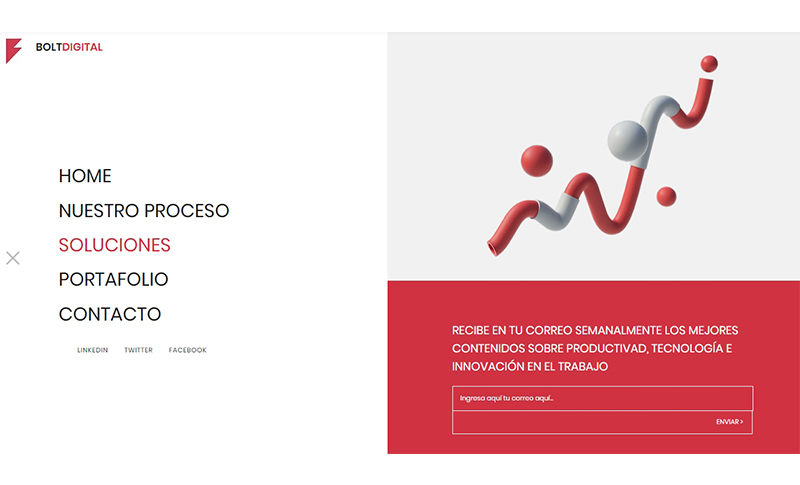 BOLTDIGITAL
HOME
NUESTRO PROCESO
SOLUCIONES
PORTAFOLIO
CONTACTO
LINKEDIN TWITTER FACEBOOK
RECIBE EN TU CORREO SEMANALMENTE LOS MEJORES
CONTENIDOS SOBRE PRODUCTIVAD, TECNOLOGÍA E
INNOVACIÓN EN EL TRABAJO
Ingresa aquí tu correo aquí...
ENVIAR >